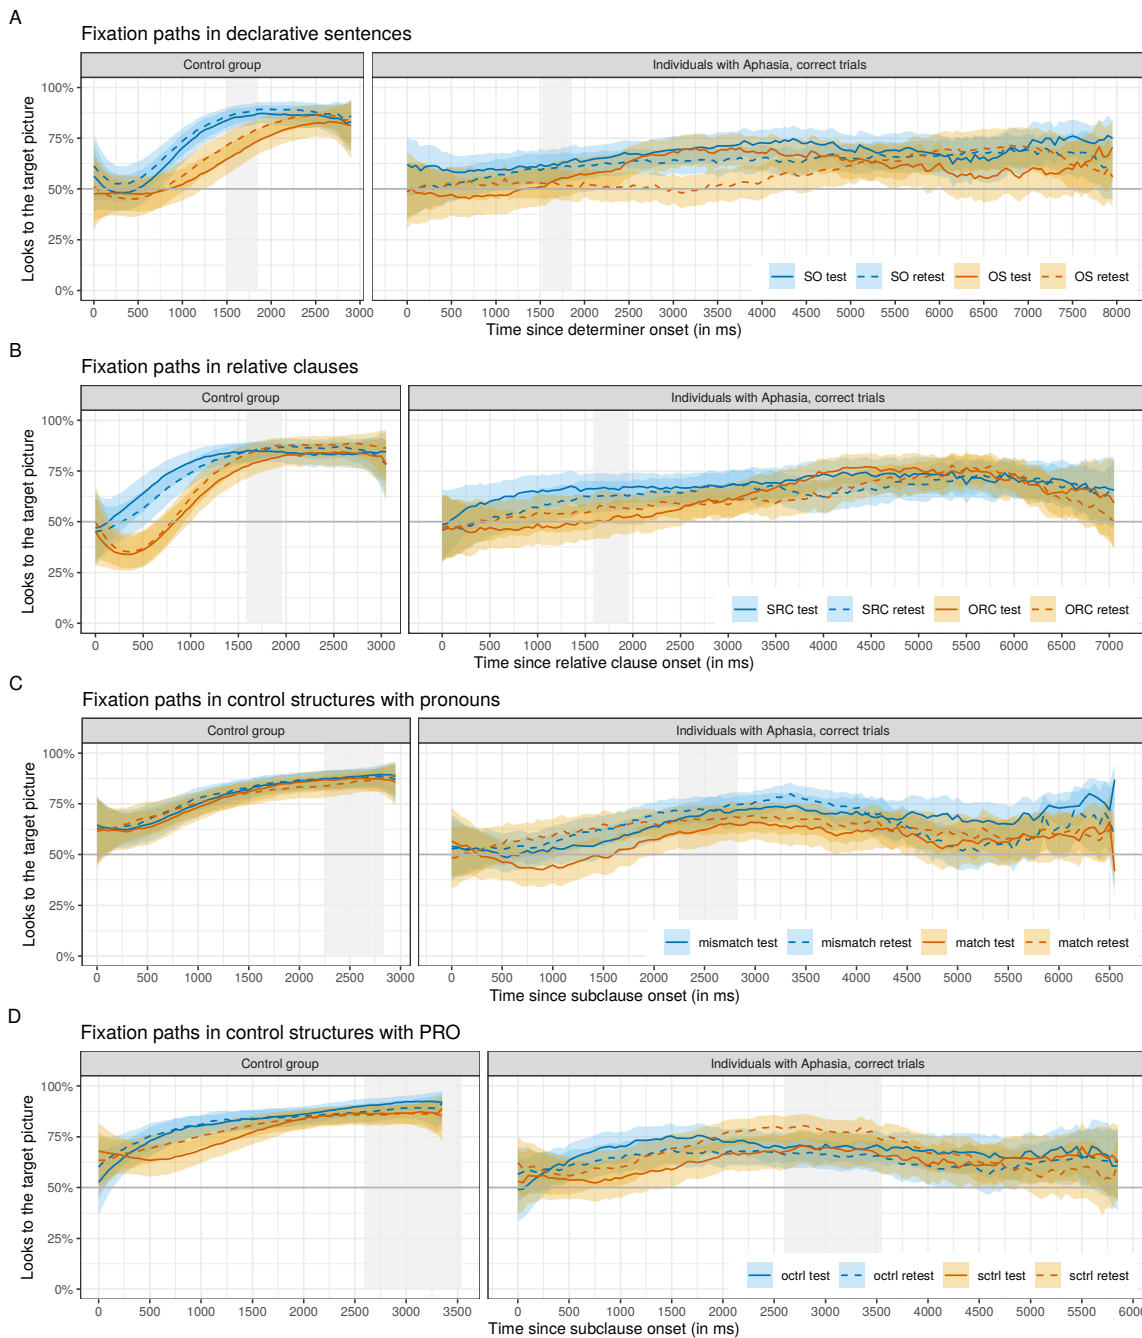 A
Fixation paths in declarative sentences
Control group
Individuals with Aphasia, correct trials
Looks to the target picture
100%
75%
50%
25%
0%
SO test
SO retest
OS test
OS retest
0 500 1000 1500 2000 2500 3000
0 500 1000 1500 2000 2500 3000 3500 4000 4500 5000 5500 6000 6500 7000 7500 8000
Time since determiner onset (in ms)
B
Fixation paths in relative clauses
Control group
Individuals with Aphasia, correct trials
Looks to the target picture
100%
75%
50%
25%
0%
SRC test
SRC retest
ORC test
ORC retest
0 500 1000 1500 2000 2500 3000
0 500 1000 1500 2000 2500 3000 3500 4000 4500 5000 5500 6000 6500 7000
Time since relative clause onset (in ms)
C
Fixation paths in control structures with pronouns
Control group
Individuals with Aphasia, correct trials
Looks to the target picture
100%
75%
50%
25%
0%
mismatch test
mismatch retest
match test
match retest
0 500 1000 1500 2000 2500 3000
0 500 1000 1500 2000 2500 3000 3500 4000 4500 5000 5500 6000 6500
Time since subclause onset (in ms)
D
Fixation paths in control structures with PRO
Control group
Individuals with Aphasia, correct trials
Looks to the target picture
100%
75%
50%
25%
0%
octrl test
octrl retest
sctrl test
sctrl retest
0 500 1000 1500 2000 2500 3000 3500
0 500 1000 1500 2000 2500 3000 3500 4000 4500 5000 5500 6000
Time since subclause onset (in ms)